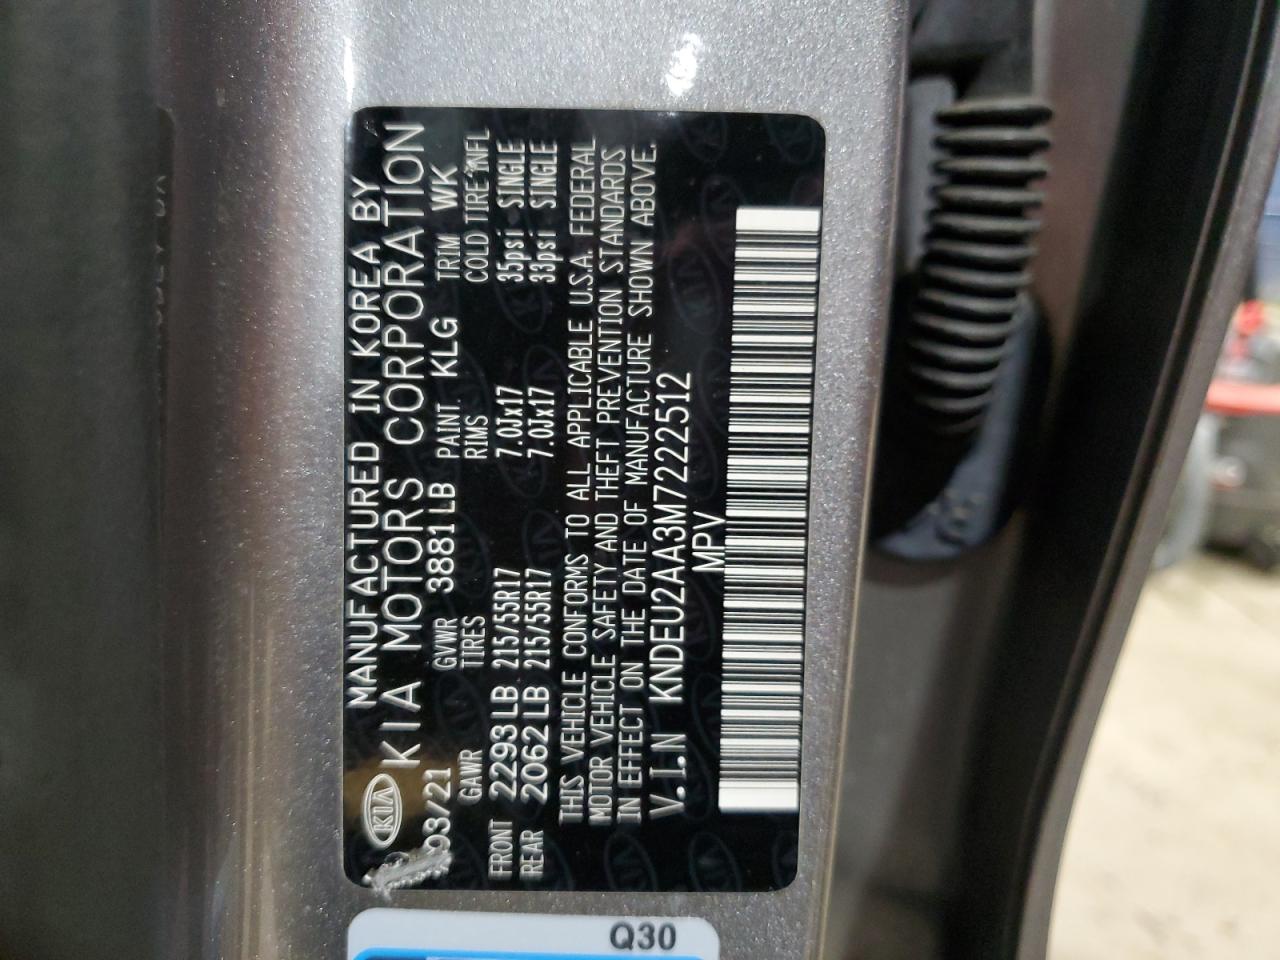 KIA
MANUFACTURED IN KOREA BY
KIA MOTORS CORPORATION
03/21 GVWR 3881 LB PAINT KLG TRIM WK
GAWR TIRES RIMS COLD TIRE INFL
FRONT 2293 LB 215/55R17 7.0Jx17 35psi SINGLE
REAR 2062 LB 215/55R17 7.0Jx17 33psi SINGLE
THIS VEHICLE CONFORMS TO ALL APPLICABLE U.S.A. FEDERAL
MOTOR VEHICLE SAFETY AND THEFT PREVENTION STANDARDS
IN EFFECT ON THE DATE OF MANUFACTURE SHOWN ABOVE.
V.I.N KNDEU2AA3M7222512
MPV
Q30